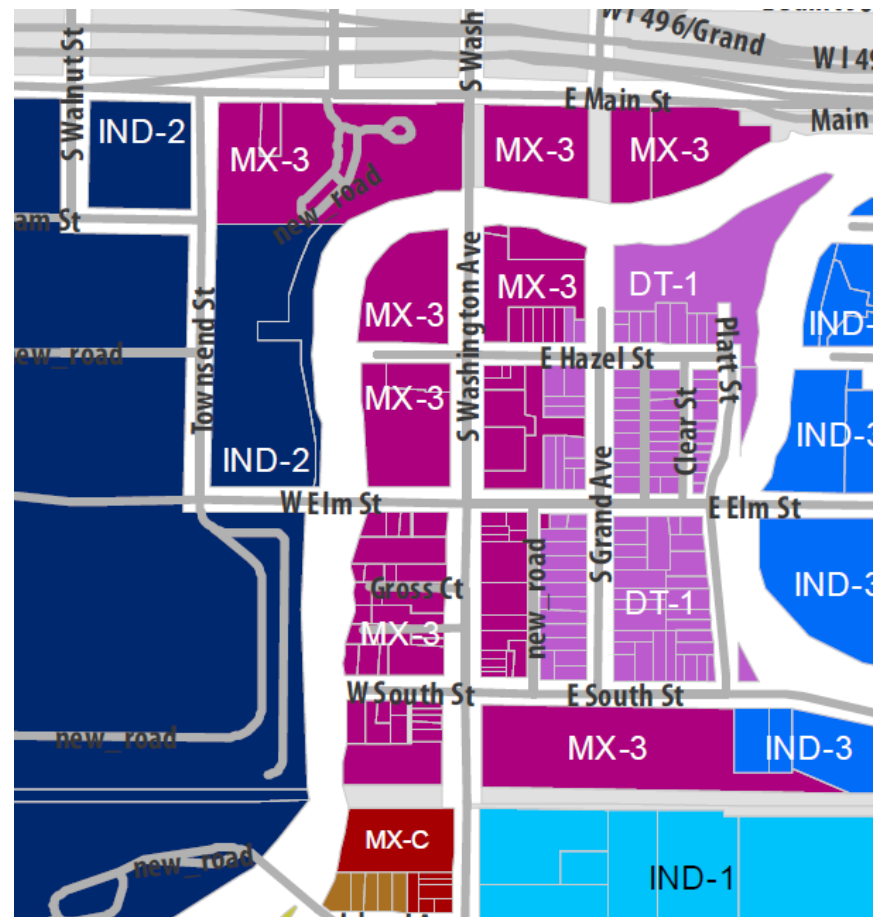 W I 496/Grand
W I 49
S Walnut St
S Wash
E Main St
Main
IND-2
MX-3
MX-3
MX-3
new_road
am St
S Washington Ave
MX-3
MX-3
DT-1
IND-
Townsend St
ew_road
E Hazel St
Platt St
MX-3
Clear St
IND-3
IND-2
S Grand Ave
W Elm St
E Elm St
new_road
Gross Ct
IND-3
DT-1
MX-3
W South St
E South St
new_road
MX-3
IND-3
MX-C
new_road
IND-1